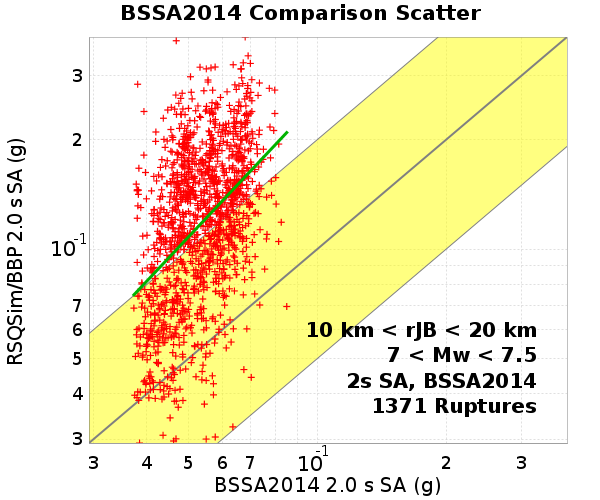 BSSA2014 Comparison Scatter
RSQSim/BBP 2.0 s SA (g)
3
2
10-1
7
6
5
4
3
10 km < rJB < 20 km
7 < Mw < 7.5
2s SA, BSSA2014
1371 Ruptures
3 4 5 6 7 10-1 2 3
BSSA2014 2.0 s SA (g)